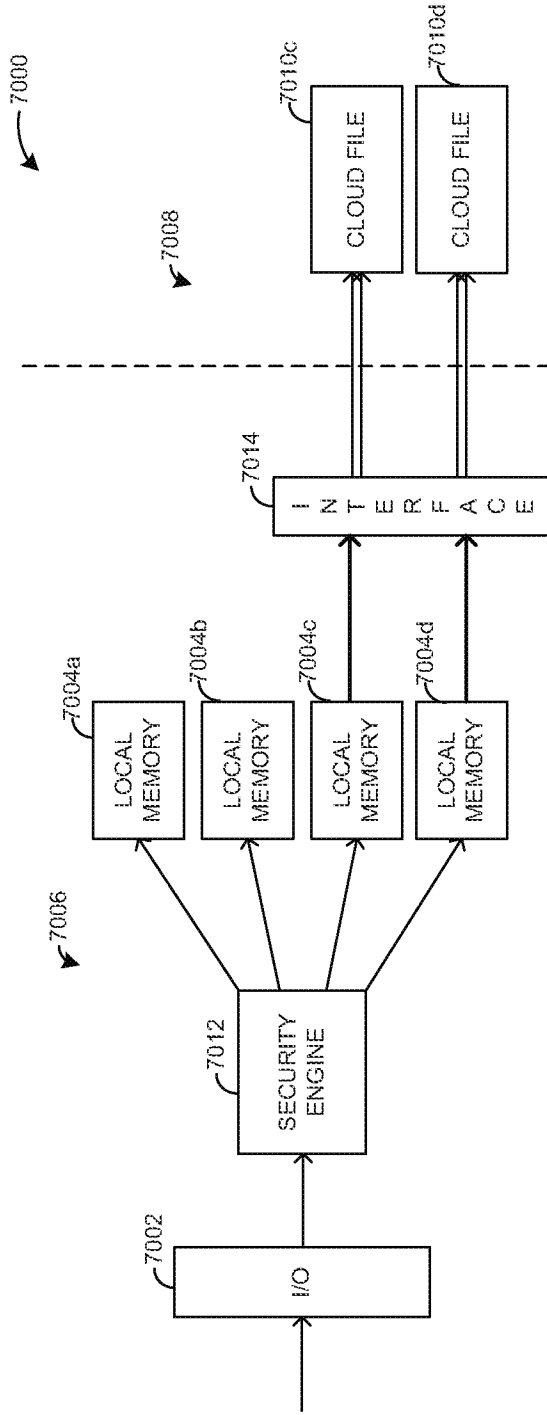 7000
7008
7006
7002
I/O
7012
SECURITY
ENGINE
7004a
LOCAL
MEMORY
7004b
LOCAL
MEMORY
7004c
LOCAL
MEMORY
7004d
LOCAL
MEMORY
7014
INTERFACE
7010c
CLOUD FILE
7010d
CLOUD FILE